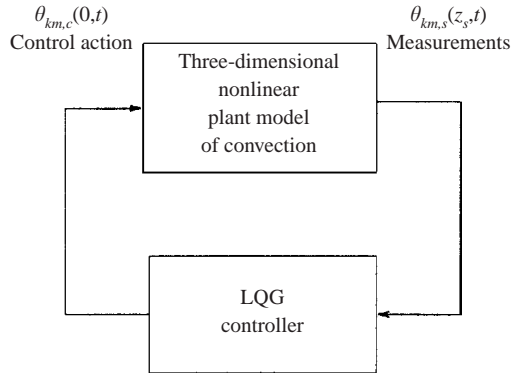 θkm,c(0,t)
Control action
θkm,s(zs,t)
Measurements
Three-dimensional
nonlinear
plant model
of convection
LQG
controller